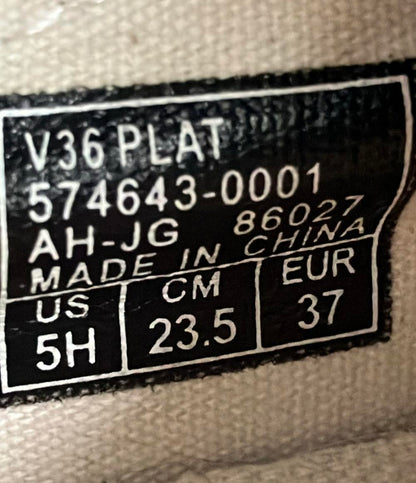 V36 PLAT
574643-0001
AH-JG 86027
MADE IN CHINA
US CM EUR
5H 23.5 37